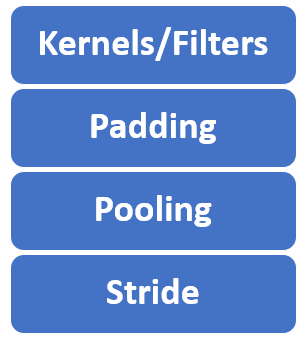 Kernels/Filters
Padding
Pooling
Stride